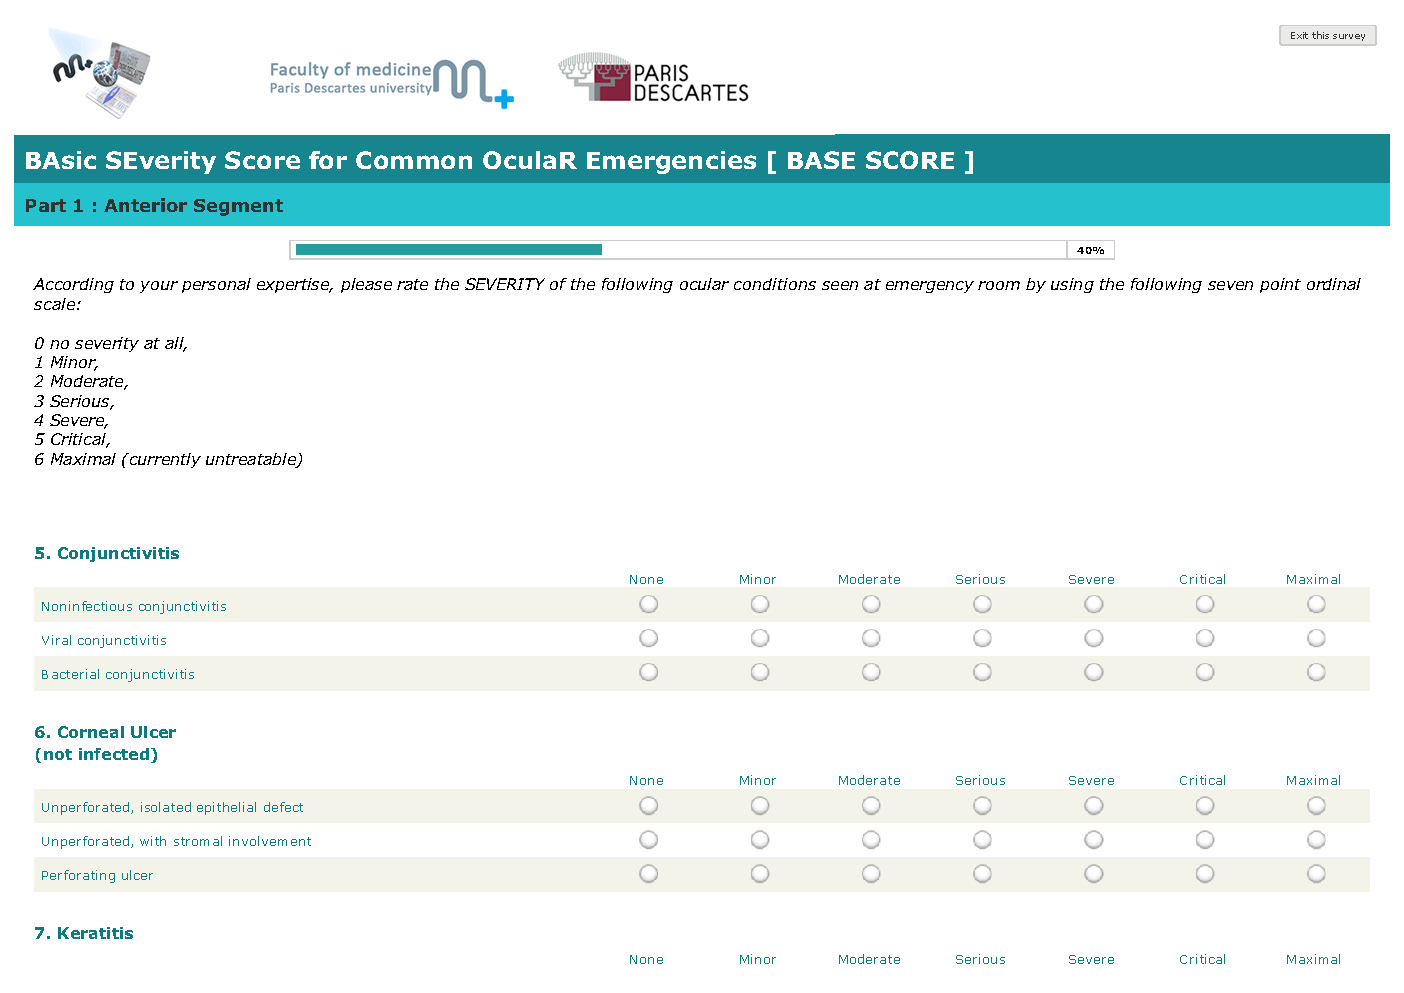 Exit this survey
Faculty of medicine
Paris Descartes university
PARIS
DESCARTES
BAsic SEverity Score for Common OculaR Emergencies [ BASE SCORE ]
Part 1 : Anterior Segment
40%
According to your personal expertise, please rate the SEVERITY of the following ocular conditions seen at emergency room by using the following seven point ordinal
scale:
0 no severity at all,
1 Minor,
2 Moderate,
3 Serious,
4 Severe,
5 Critical,
6 Maximal (currently untreatable)
5. Conjunctivitis
None Minor Moderate Serious Severe Critical Maximal
Noninfectious conjunctivitis
Viral conjunctivitis
Bacterial conjunctivitis
6. Corneal Ulcer
(not infected)
None Minor Moderate Serious Severe Critical Maximal
Unperforated, isolated epithelial defect
Unperforated, with stromal involvement
Perforating ulcer
7. Keratitis
None Minor Moderate Serious Severe Critical Maximal